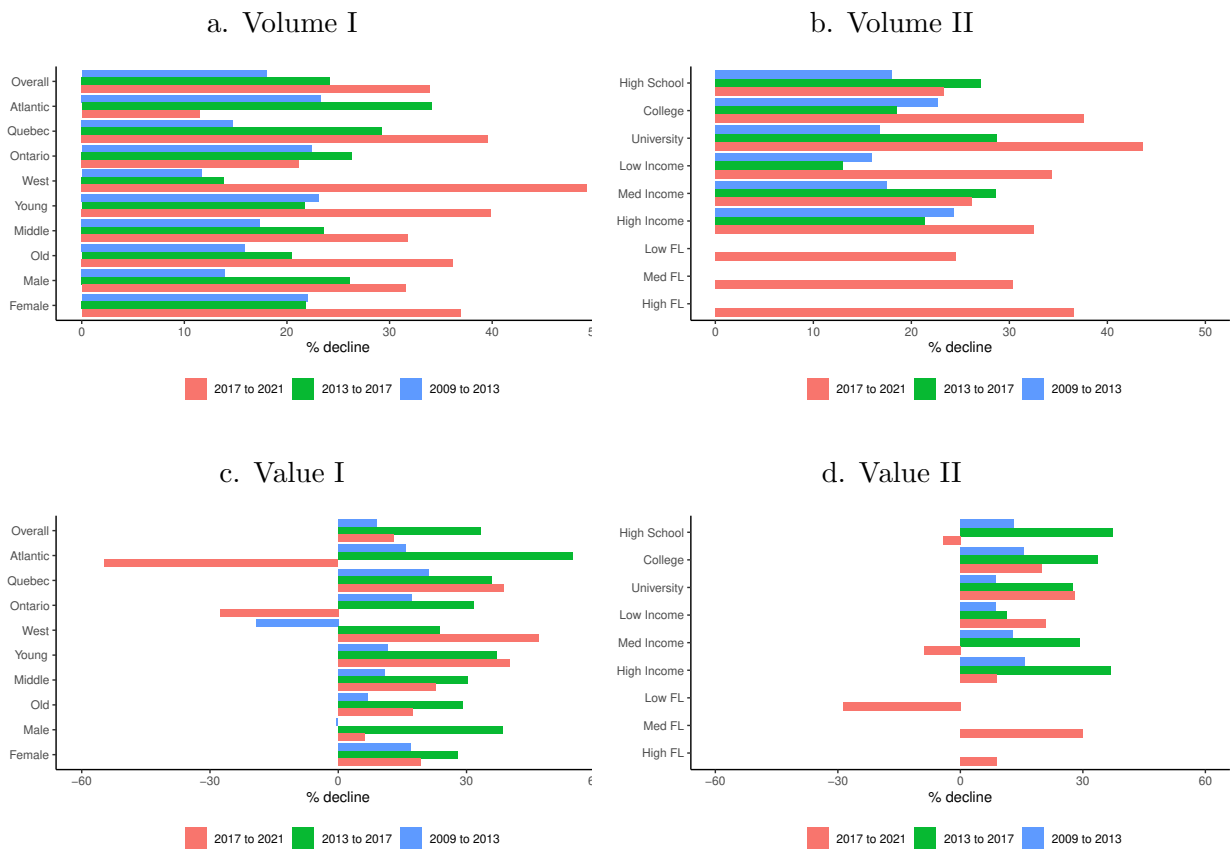 a. Volume I
Overall
Atlantic
Quebec
Ontario
West
Young
Middle
Old
Male
Female
0 10 20 30 40 5
% decline
2017 to 2021 2013 to 2017 2009 to 2013
b. Volume II
High School
College
University
Low Income
Med Income
High Income
Low FL
Med FL
High FL
0 10 20 30 40 50
% decline
2017 to 2021 2013 to 2017 2009 to 2013
c. Value I
Overall
Atlantic
Quebec
Ontario
West
Young
Middle
Old
Male
Female
−60 −30 0 30 6
% decline
2017 to 2021 2013 to 2017 2009 to 2013
d. Value II
High School
College
University
Low Income
Med Income
High Income
Low FL
Med FL
High FL
−60 −30 0 30 60
% decline
2017 to 2021 2013 to 2017 2009 to 2013